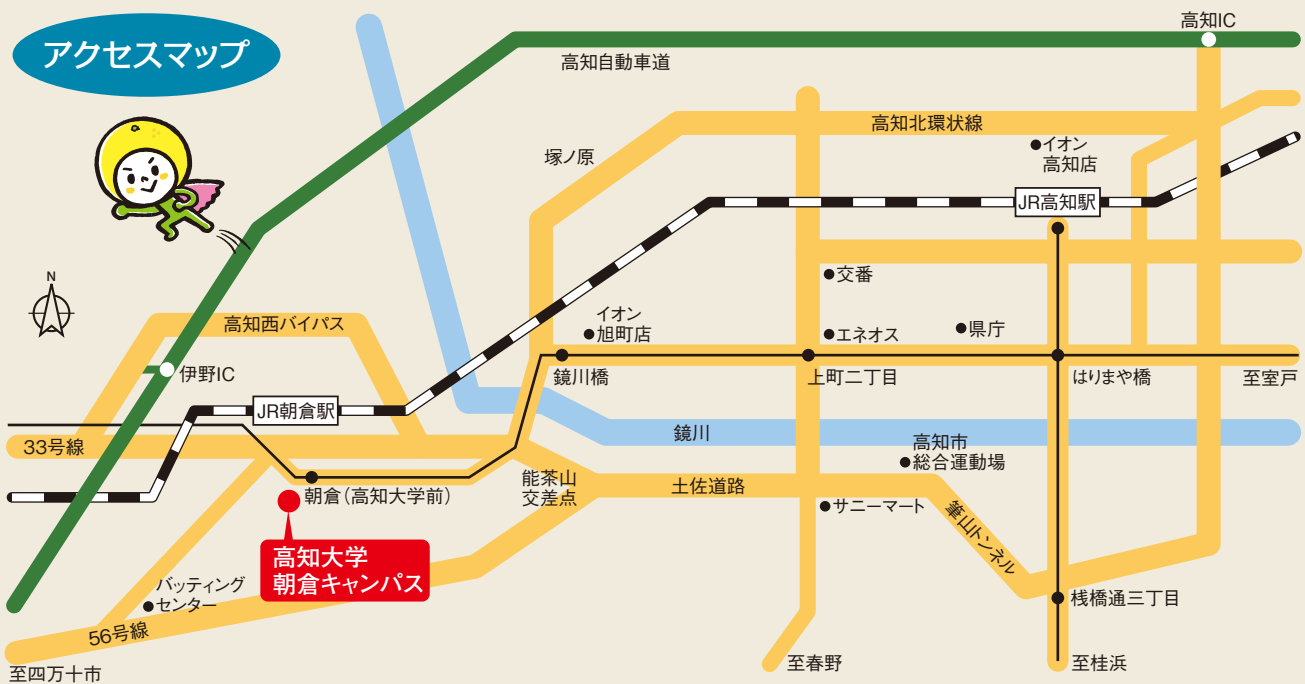 アクセスマップ
高知IC
高知自動車道
高知北環状線
イオン
高知店
塚ノ原
JR高知駅
N
交番
イオン
旭町店
エネオス
県庁
高知西バイパス
伊野IC
鏡川橋
上町二丁目
はりまや橋
至室戸
JR朝倉駅
鏡川
33号線
高知市
総合運動場
能茶山
交差点
土佐道路
朝倉(高知大学前)
サニーマート
筆山トンネル
高知大学
朝倉キャンパス
バッティング
センター
桟橋通三丁目
56号線
至四万十市
至春野
至桂浜